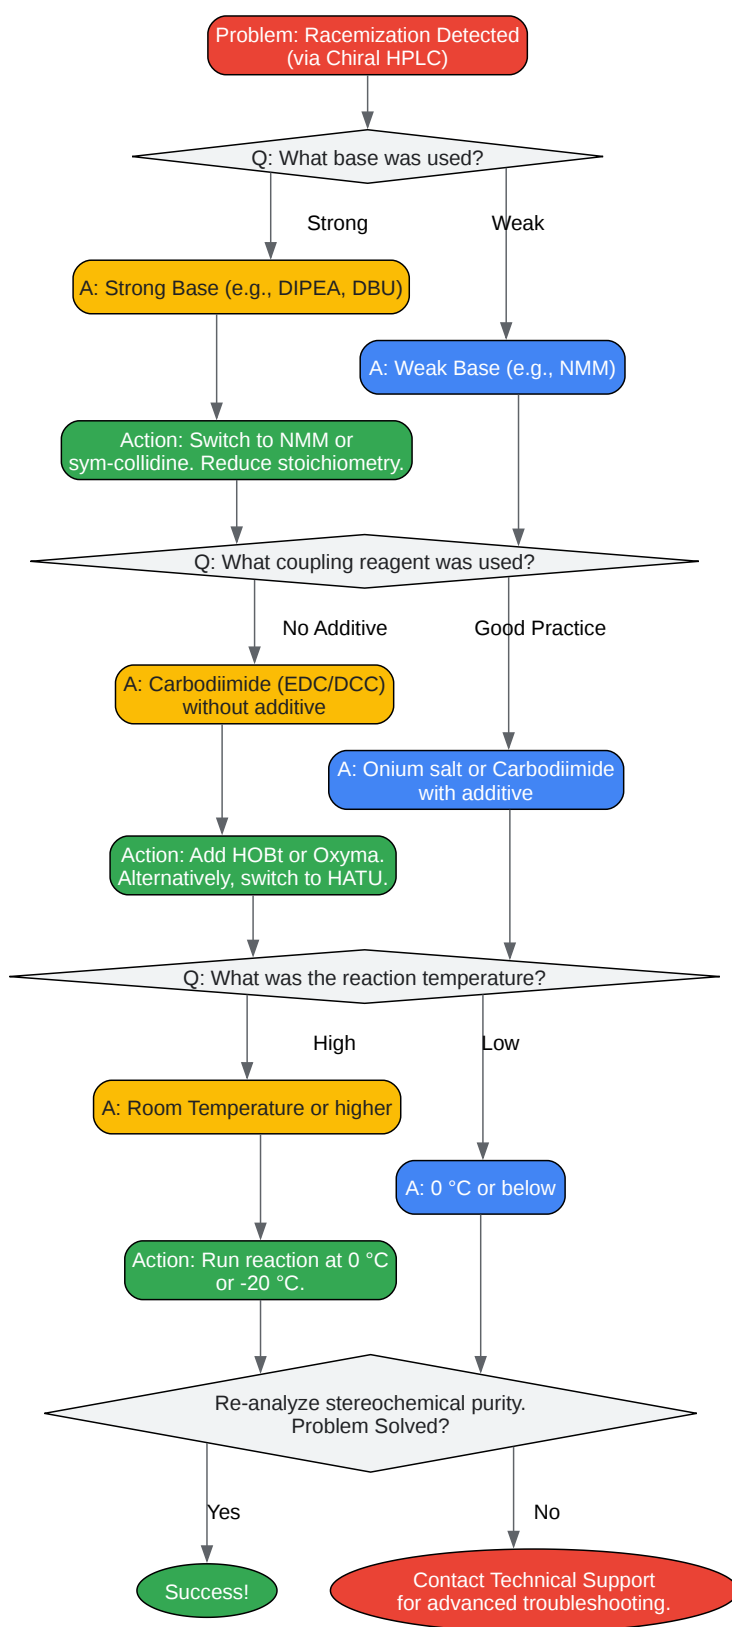 Problem: Racemization Detected
(via Chiral HPLC)
Q: What base was used?
Strong
Weak
A: Strong Base (e.g., DIPEA, DBU)
A: Weak Base (e.g., NMM)
Action: Switch to NMM or
sym-collidine. Reduce stoichiometry.
Q: What coupling reagent was used?
No Additive
Good Practice
A: Carbodiimide (EDC/DCC)
without additive
A: Onium salt or Carbodiimide
with additive
Action: Add HOBt or Oxyma.
Alternatively, switch to HATU.
Q: What was the reaction temperature?
High
Low
A: Room Temperature or higher
A: 0 °C or below
Action: Run reaction at 0 °C
or -20 °C.
Re-analyze stereochemical purity.
Problem Solved?
Yes
No
Success!
Contact Technical Support
for advanced troubleshooting.